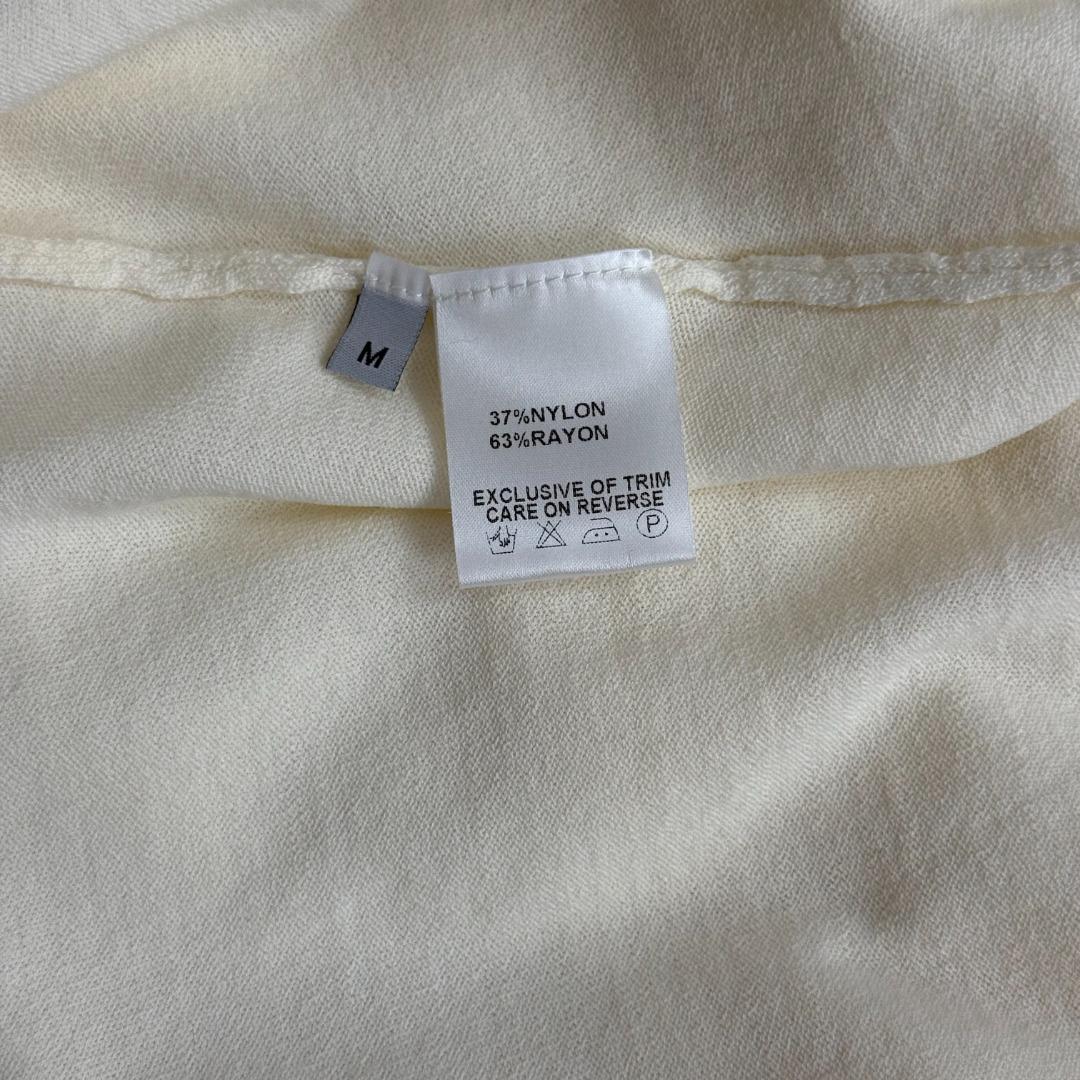 M
37%NYLON
63%RAYON
EXCLUSIVE OF TRIM
CARE ON REVERSE
P